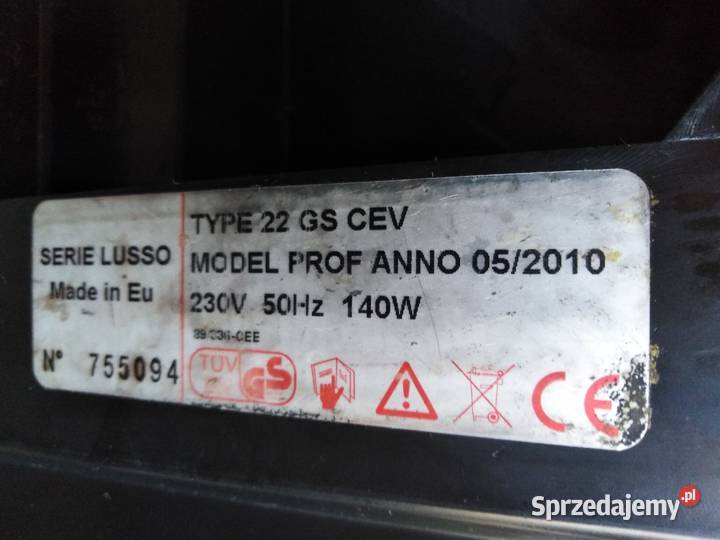 SERIE LUSSO
Made in Eu
N° 755094
TYPE 22 GS CEV
MODEL PROF ANNO 05/2010
230V 50Hz 140W
TÜV
GS
CE
Sprzedajemy.pl